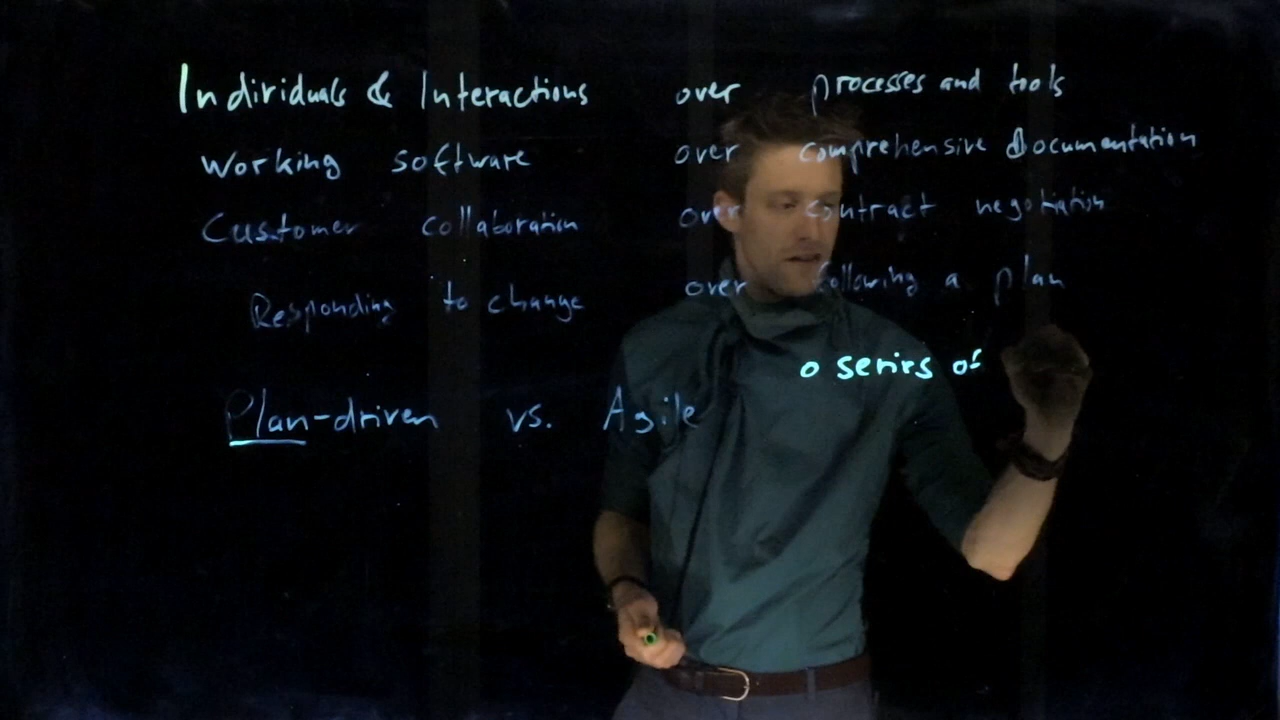 Individuals & Interactions over processes and tools
Working software over comprehensive documentation
Customer collaboration over contract negotiation
Responding to change over following a plan
o series of
Plan-driven vs. Agile